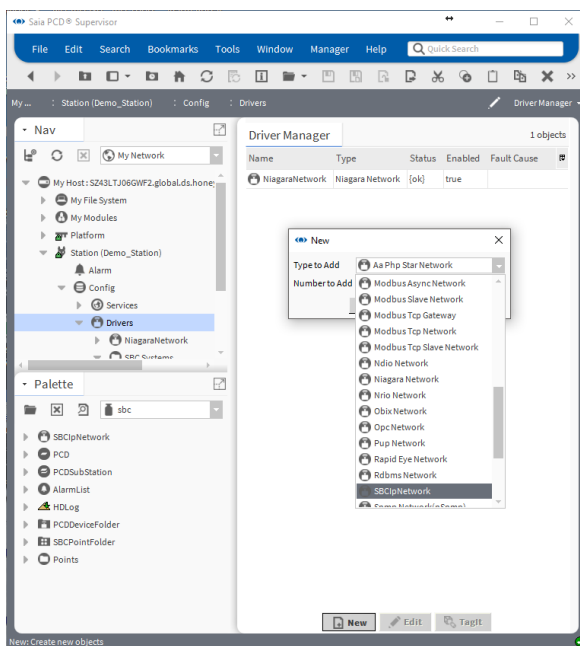 Saia PCD® Supervisor
File Edit Search Bookmarks Tools Window Manager Help Quick Search
My ... : Station (Demo_Station) : Config : Drivers Driver Manager
Nav
My Network
My Host : SZ43LTJ06GWF2.global.ds.hone
My File System
My Modules
Platform
Station (Demo_Station)
Alarm
Config
Services
Drivers
NiagaraNetwork
SBC Systems
Palette
sbc
SBCIpNetwork
PCD
PCDSubStation
AlarmList
HDLog
PCDDeviceFolder
SBCPointFolder
Points
Driver Manager 1 objects
Name Type Status Enabled Fault Cause
NiagaraNetwork Niagara Network {ok} true
New
Type to Add Aa Php Star Network
Number to Add
Modbus Async Network
Modbus Slave Network
Modbus Tcp Gateway
Modbus Tcp Network
Modbus Tcp Slave Network
Ndio Network
Niagara Network
Nrio Network
Obix Network
Opc Network
Pup Network
Rapid Eye Network
Rdbms Network
SBCIpNetwork
Snmp Network (nSnmp)
New Edit TagIt
New: Create new objects